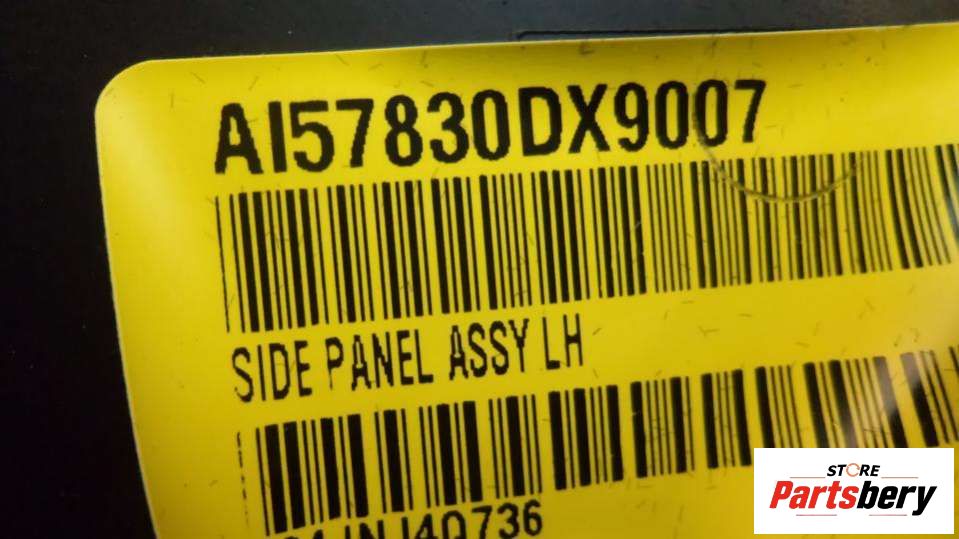 AI57830DX9007
SIDE PANEL ASSY LH
STORE
Partsbery